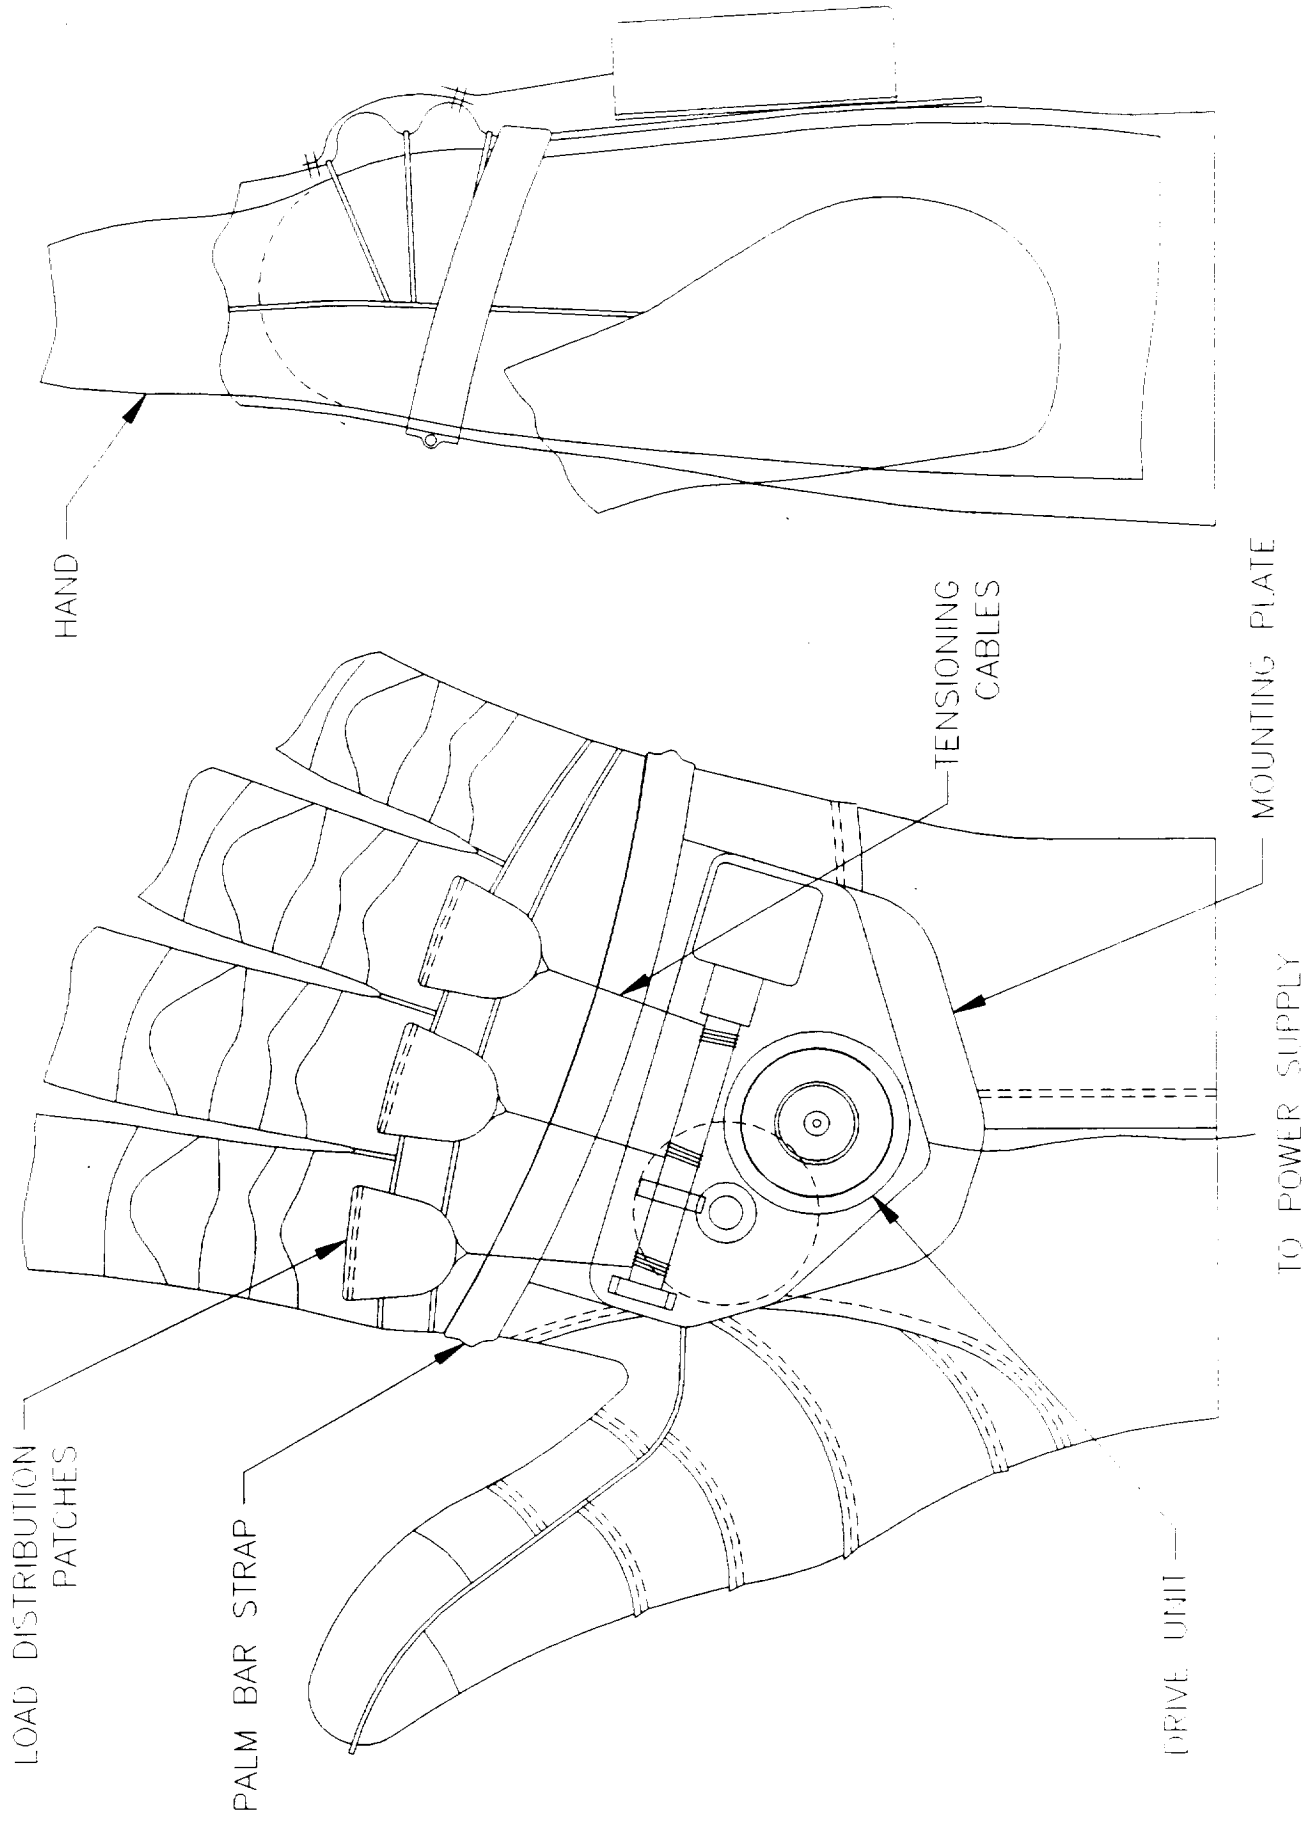 HAND
LOAD DISTRIBUTION
PATCHES
PALM BAR STRAP
TENSIONING
CABLES
MOUNTING PLATE
DRIVE UNIT
TO POWER SUPPLY